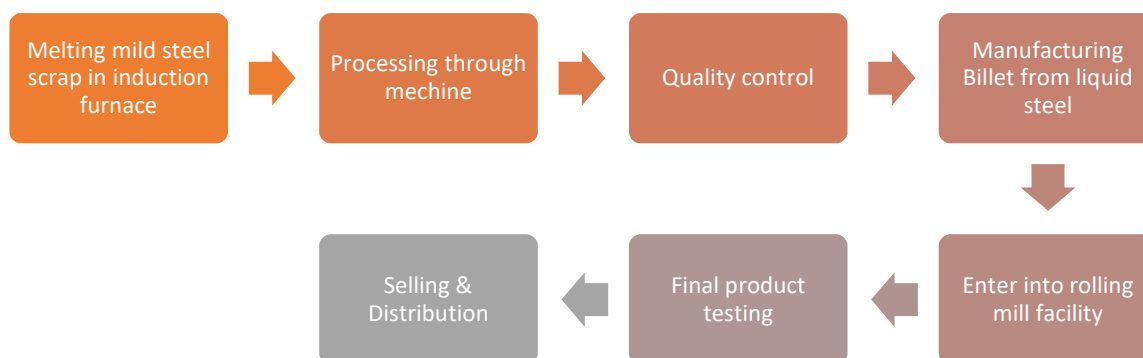 Melting mild steel
scrap in induction
furnace
Processing through
mechine
Quality control
Manufacturing
Billet from liquid
steel
Enter into rolling
mill facility
Final product
testing
Selling &
Distribution